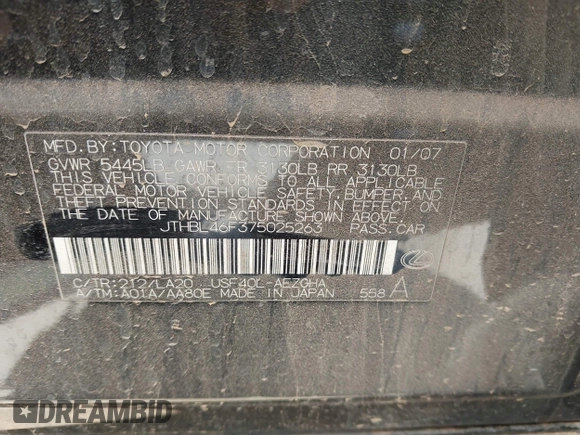 MFD. BY: TOYOTA MOTOR CORPORATION 01/07
GVWR 5445LB GAWR FR 3130LB RR 3130LB
THIS VEHICLE CONFORMS TO ALL APPLICABLE
FEDERAL MOTOR VEHICLE SAFETY, BUMPER, AND
THEFT PREVENTION STANDARDS IN EFFECT ON
THE DATE OF MANUFACTURE SHOWN ABOVE.
JTHBL46F375025263 PASS. CAR
C/TR: 212/LA20 USF40L-AEZGHA
A/TM: A01A/AA80E MADE IN JAPAN 558 A
DREAMBID